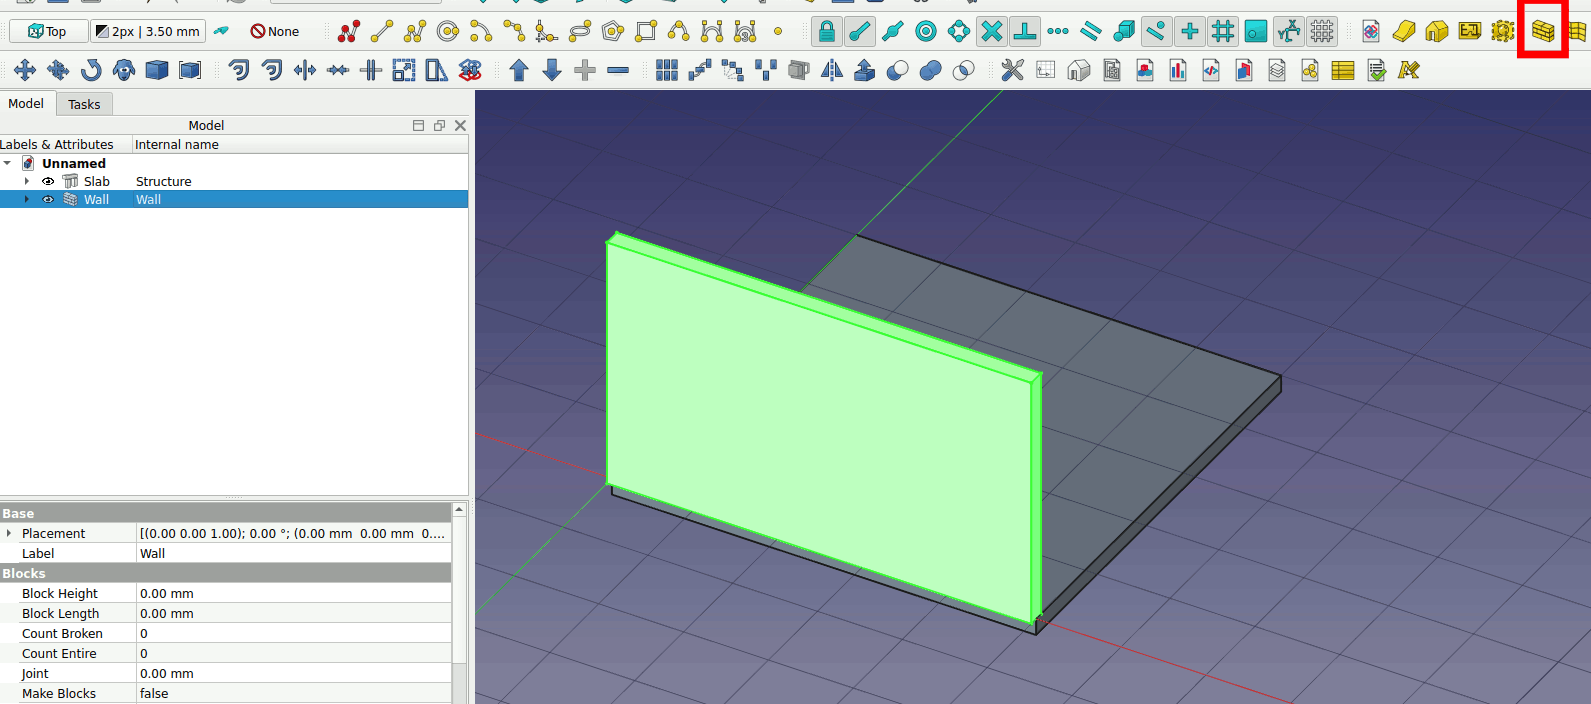 Top 2px | 3.50 mm None
Model Tasks
Model
Labels & Attributes Internal name
Unnamed
Slab Structure
Wall Wall
Base
Placement [(0.00 0.00 1.00); 0.00 °; (0.00 mm 0.00 mm 0....
Label Wall
Blocks
Block Height 0.00 mm
Block Length 0.00 mm
Count Broken 0
Count Entire 0
Joint 0.00 mm
Make Blocks false